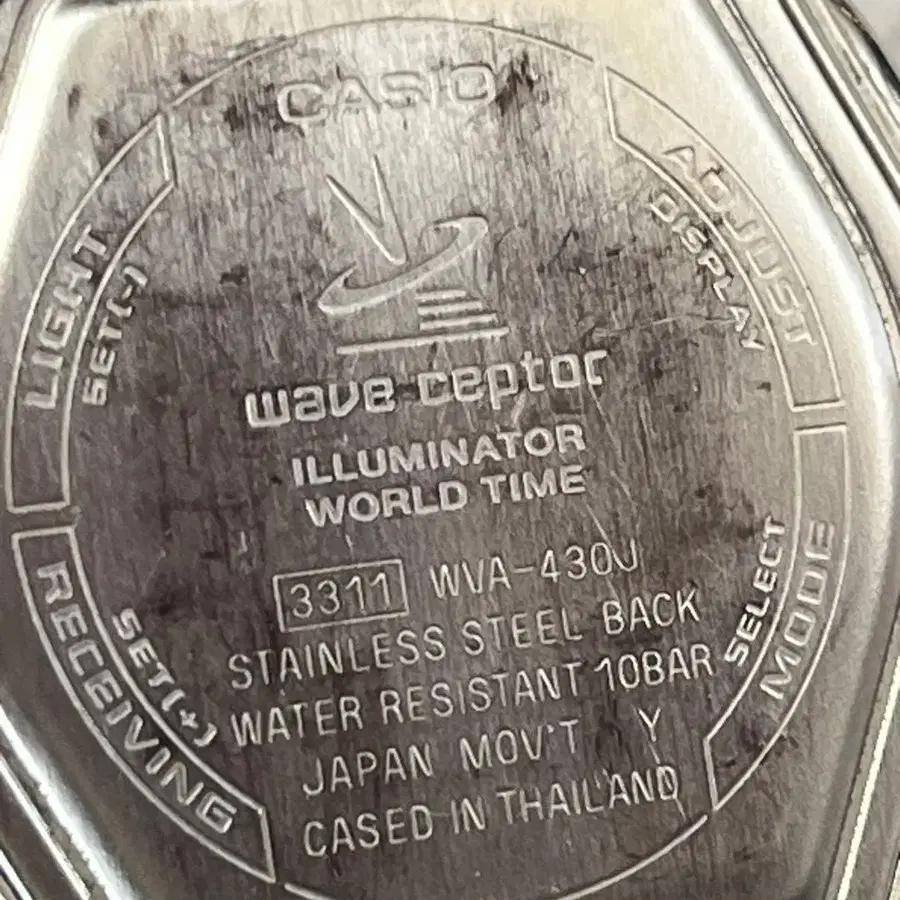 CASIO
wave ceptor
ILLUMINATOR
WORLD TIME
3311 WVA-430J
STAINLESS STEEL BACK
WATER RESISTANT 10BAR
JAPAN MOV'T Y
CASED IN THAILAND
LIGHT
SET(-)
ADJUST
DISPLAY
RECEIVING
SET(+)
MODE
SELECT